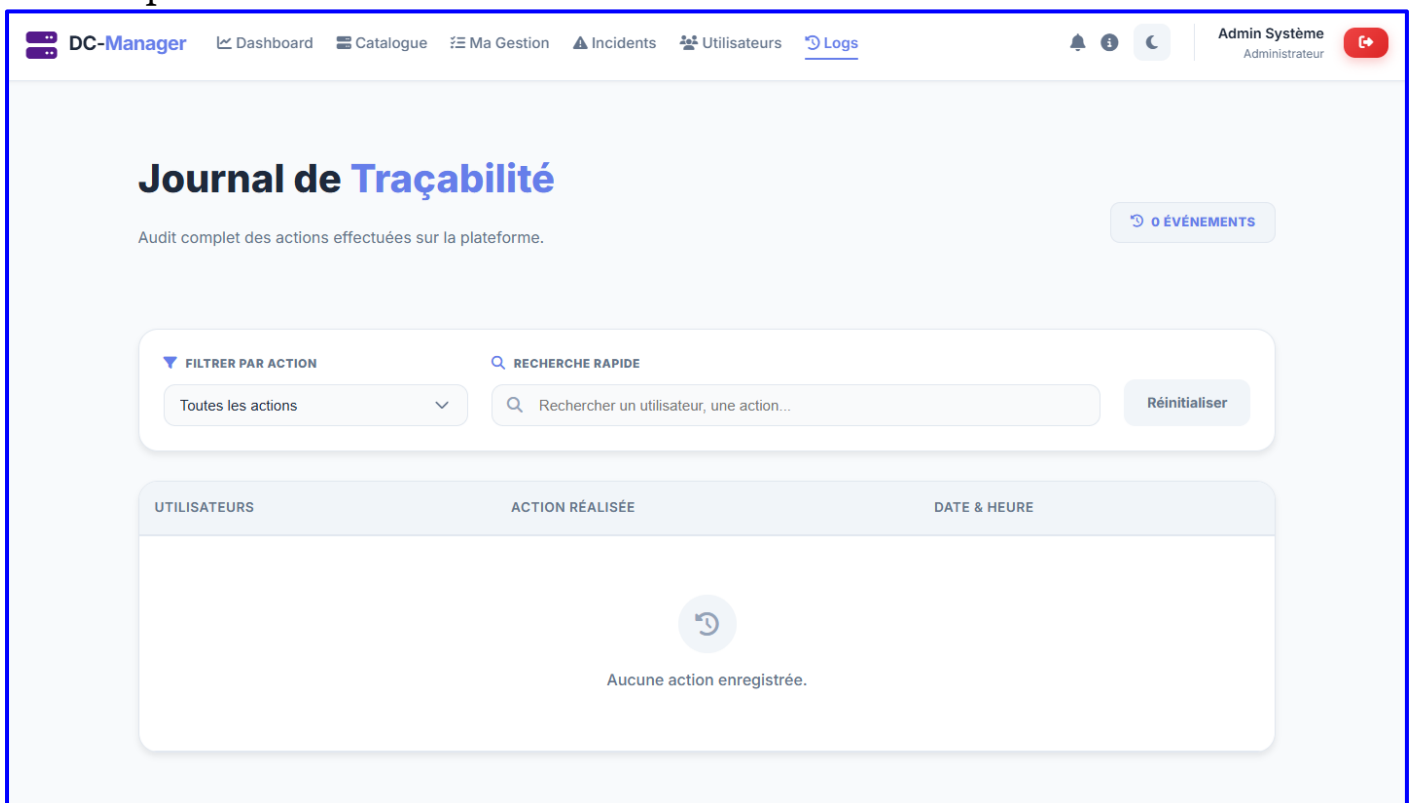 DC-Manager Dashboard Catalogue Ma Gestion Incidents Utilisateurs Logs Admin Système
Administrateur
Journal de Traçabilité
Audit complet des actions effectuées sur la plateforme.
0 ÉVÉNEMENTS
FILTRER PAR ACTION RECHERCHE RAPIDE
Toutes les actions Rechercher un utilisateur, une action... Réinitialiser
UTILISATEURS ACTION RÉALISÉE DATE & HEURE
Aucune action enregistrée.